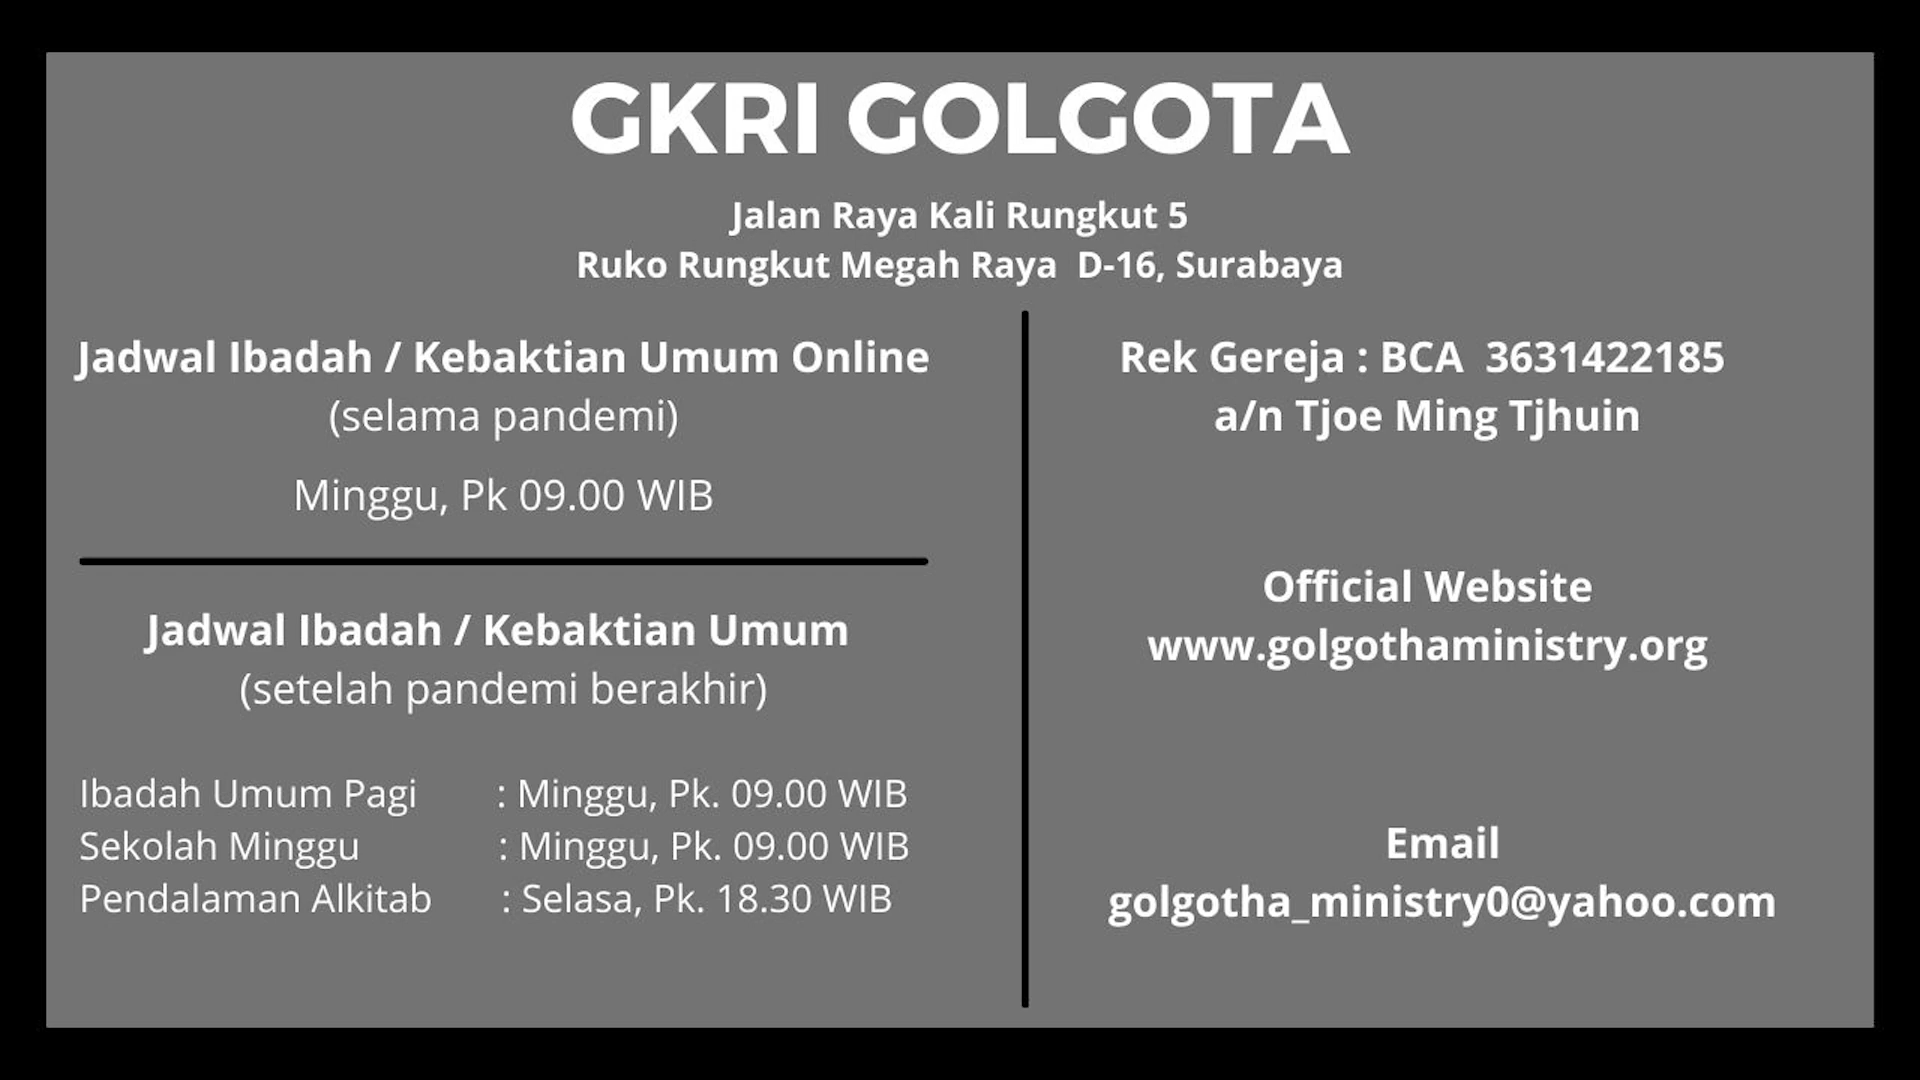 GKRI GOLGOTA
Jalan Raya Kali Rungkut 5
Ruko Rungkut Megah Raya  D-16, Surabaya
Jadwal Ibadah / Kebaktian Umum Online
(selama pandemi)
Minggu, Pk 09.00 WIB
Jadwal Ibadah / Kebaktian Umum
(setelah pandemi berakhir)
Ibadah Umum Pagi : Minggu, Pk. 09.00 WIB
Sekolah Minggu : Minggu, Pk. 09.00 WIB
Pendalaman Alkitab : Selasa, Pk. 18.30 WIB
Rek Gereja : BCA  3631422185
a/n Tjoe Ming Tjhuin
Official Website
www.golgothaministry.org
Email
golgotha_ministry0@yahoo.com